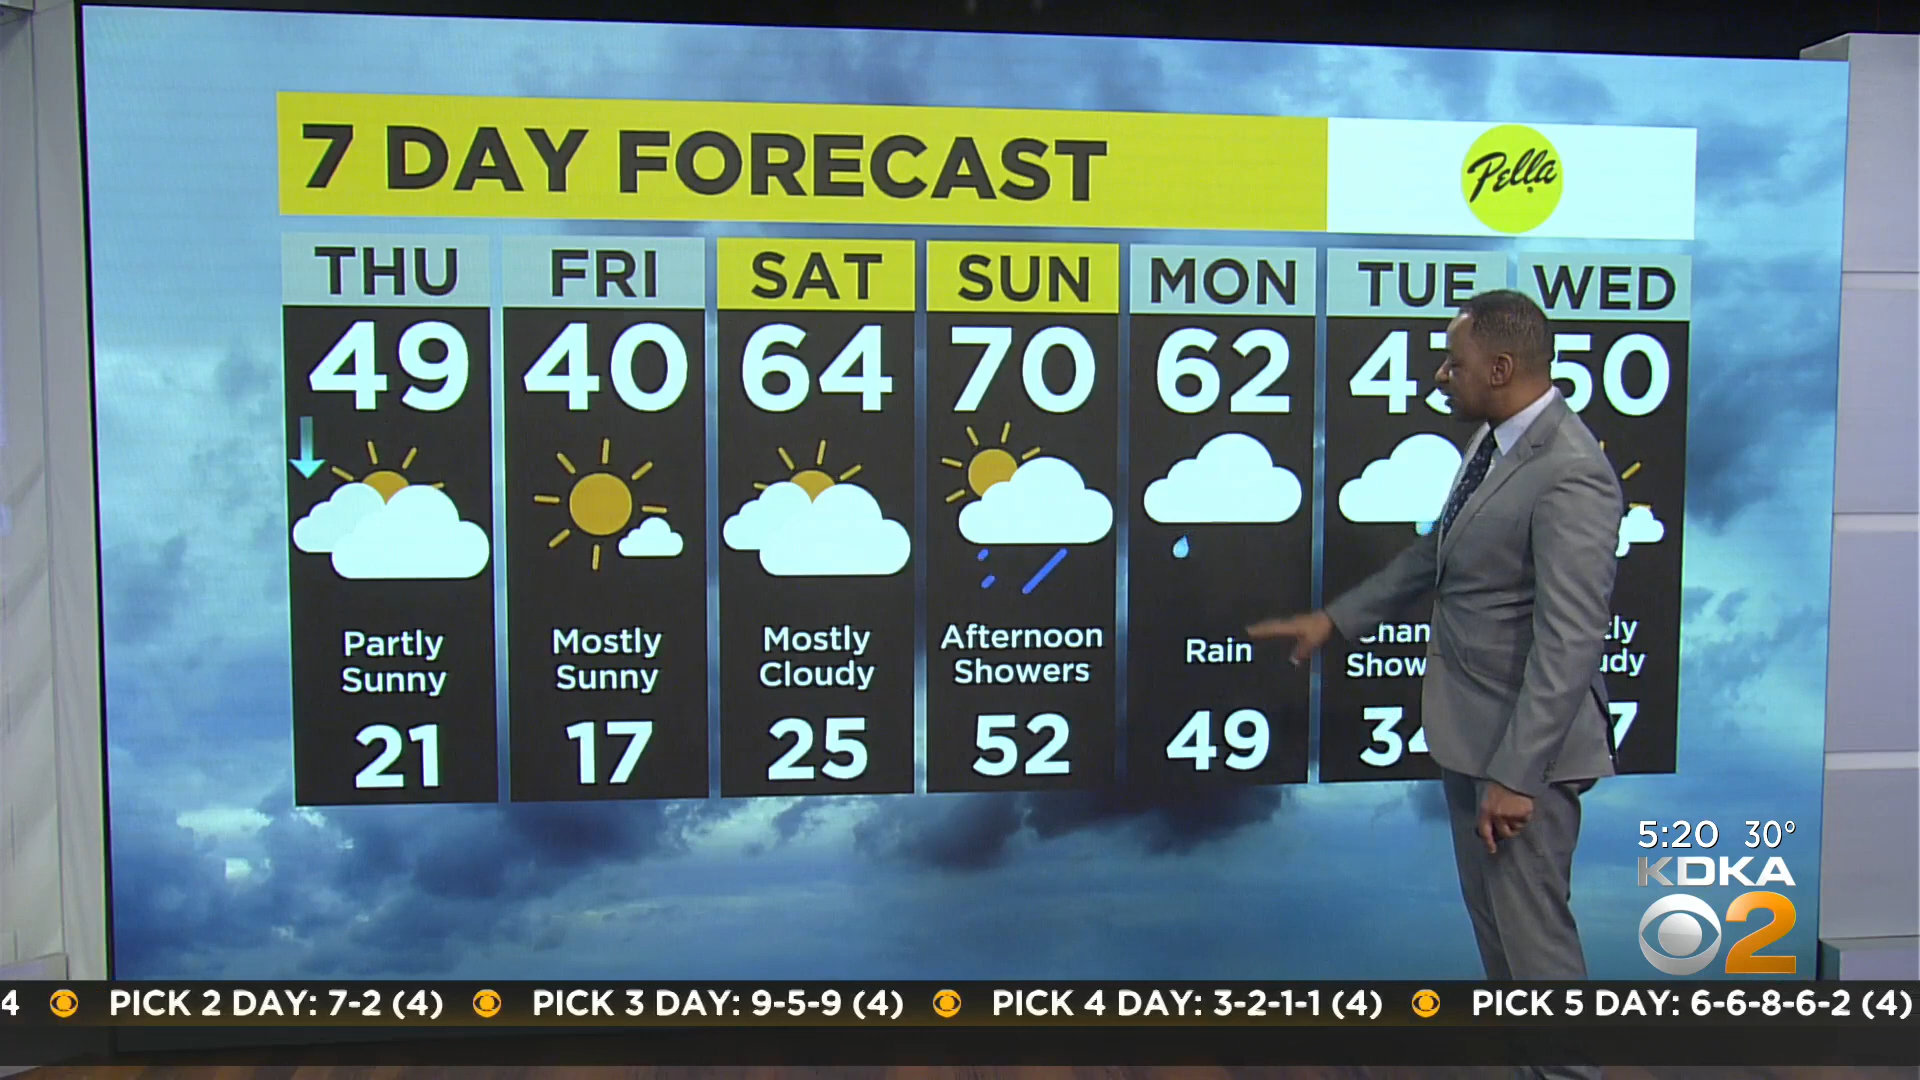 7 DAY FORECAST
Pella
THU FRI SAT SUN MON TUE WED
49 40 64 70 62 43 50
Partly Sunny
Mostly Sunny
Mostly Cloudy
Afternoon Showers
Rain
21 17 25 52 49
5:20 30°
KDKA
2
4 PICK 2 DAY: 7-2 (4) PICK 3 DAY: 9-5-9 (4) PICK 4 DAY: 3-2-1-1 (4) PICK 5 DAY: 6-6-8-6-2 (4)